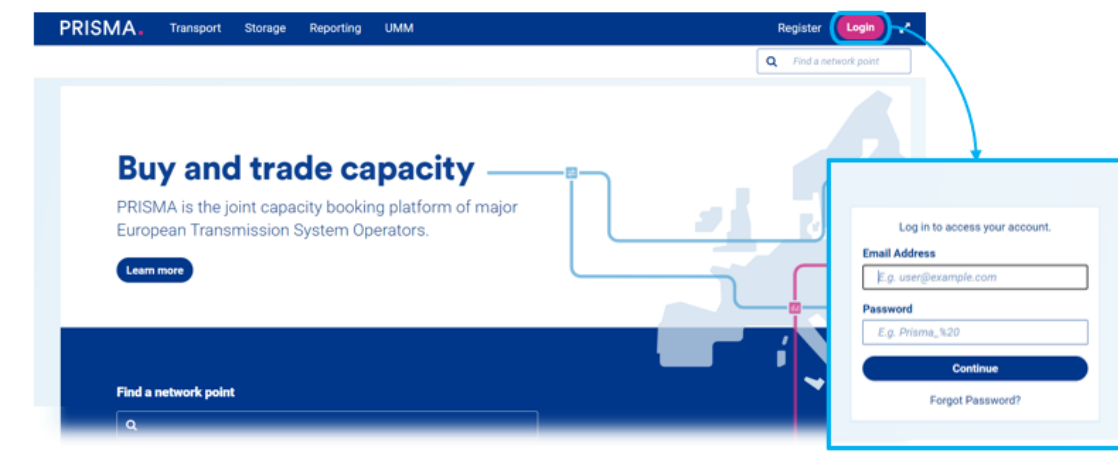 PRISMA. Transport Storage Reporting UMM Register Login
Find a network point
Buy and trade capacity
PRISMA is the joint capacity booking platform of major
European Transmission System Operators.
Learn more
Find a network point
Log in to access your account.
Email Address
E.g. user@example.com
Password
E.g. Prisma_%20
Continue
Forgot Password?